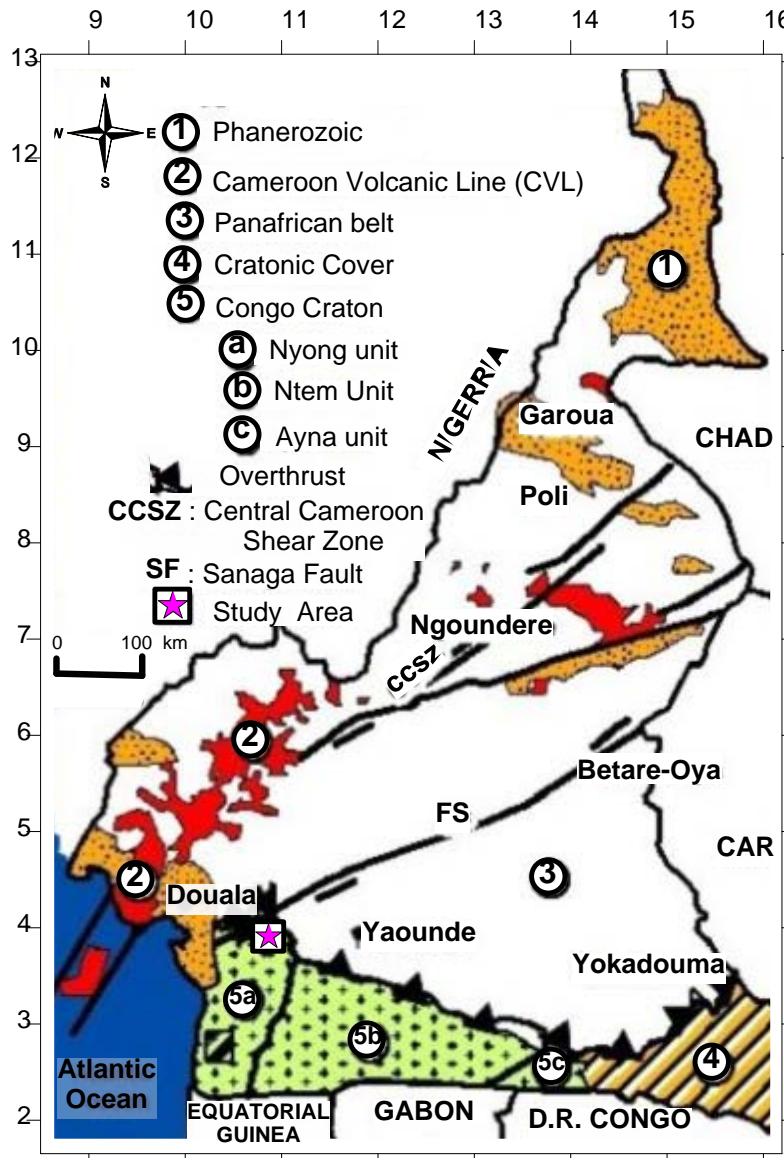 9 10 11 12 13 14 15 16
13
12
11
10
9
8
7
6
5
4
3
2
N
W E
S
1 Phanerozoic
2 Cameroon Volcanic Line (CVL)
3 Panafrican belt
4 Cratonic Cover
5 Congo Craton
a Nyong unit
b Ntem Unit
c Ayna unit
Overthrust
CCSZ : Central Cameroon
Shear Zone
SF : Sanaga Fault
Study Area
0 100 km
1
N/GERR/A
Garoua
CHAD
Poli
Ngoundere
CCSZ
2
Betare-Oya
FS
CAR
2
3
Douala
Yaounde
Yokadouma
5a
5b
5c
4
Atlantic
Ocean
EQUATORIAL
GUINEA
GABON
D.R. CONGO